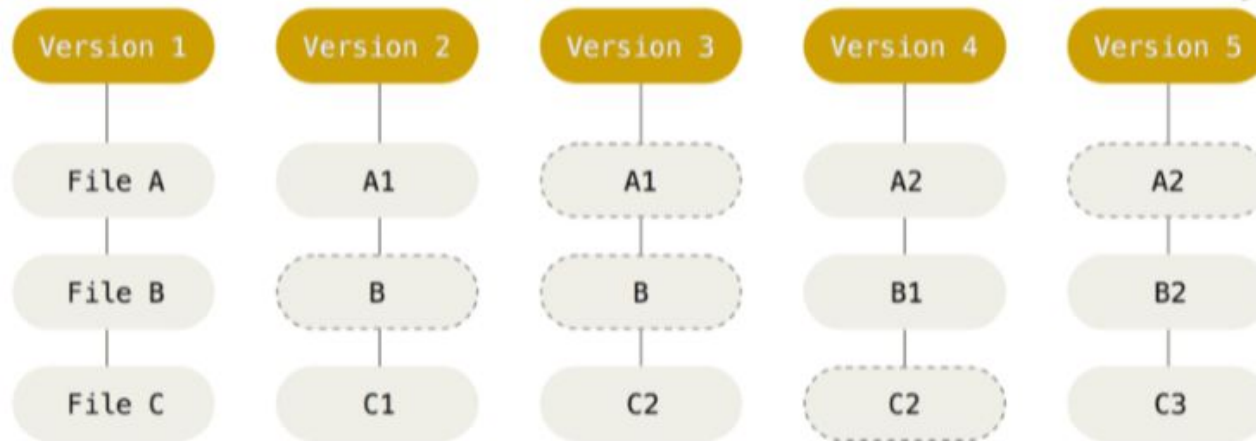 Version 1 Version 2 Version 3 Version 4 Version 5
File A A1 A1 A2 A2
File B B B B1 B2
File C C1 C2 C2 C3